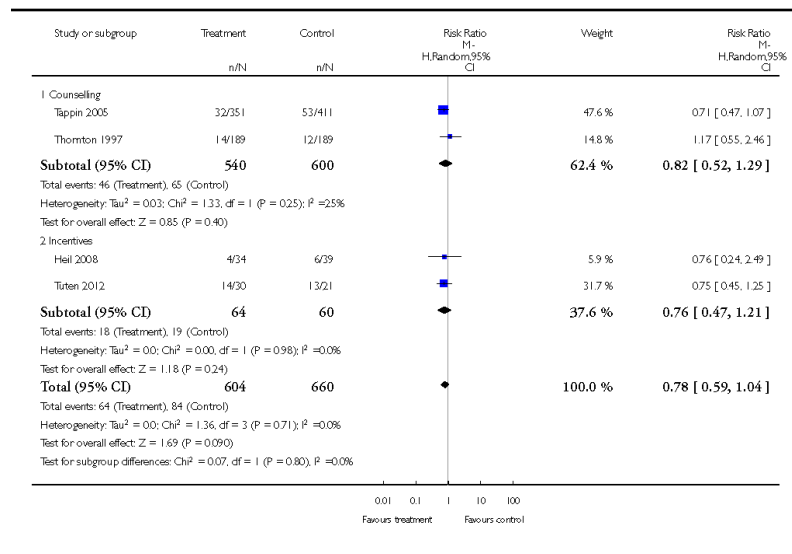 Study or subgroup Treatment Control Risk Ratio Weight Risk Ratio
M- M-
H,Random,95% H,Random,95%
n/N n/N CI CI
1 Counselling
Tappin 2005 32/351 53/411 47.6 % 0.71 [ 0.47, 1.07 ]
Thornton 1997 14/189 12/189 14.8 % 1.17 [ 0.55, 2.46 ]
Subtotal (95% CI) 540 600 62.4 % 0.82 [ 0.52, 1.29 ]
Total events: 46 (Treatment), 65 (Control)
Heterogeneity: Tau² = 0.03; Chi² = 1.33, df = 1 (P = 0.25); I² =25%
Test for overall effect: Z = 0.85 (P = 0.40)
2 Incentives
Heil 2008 4/34 6/39 5.9 % 0.76 [ 0.24, 2.49 ]
Tuten 2012 14/30 13/21 31.7 % 0.75 [ 0.45, 1.25 ]
Subtotal (95% CI) 64 60 37.6 % 0.76 [ 0.47, 1.21 ]
Total events: 18 (Treatment), 19 (Control)
Heterogeneity: Tau² = 0.0; Chi² = 0.00, df = 1 (P = 0.98); I² =0.0%
Test for overall effect: Z = 1.18 (P = 0.24)
Total (95% CI) 604 660 100.0 % 0.78 [ 0.59, 1.04 ]
Total events: 64 (Treatment), 84 (Control)
Heterogeneity: Tau² = 0.0; Chi² = 1.36, df = 3 (P = 0.71); I² =0.0%
Test for overall effect: Z = 1.69 (P = 0.090)
Test for subgroup differences: Chi² = 0.07, df = 1 (P = 0.80), I² =0.0%
0.01 0.1 1 10 100
Favours treatment Favours control